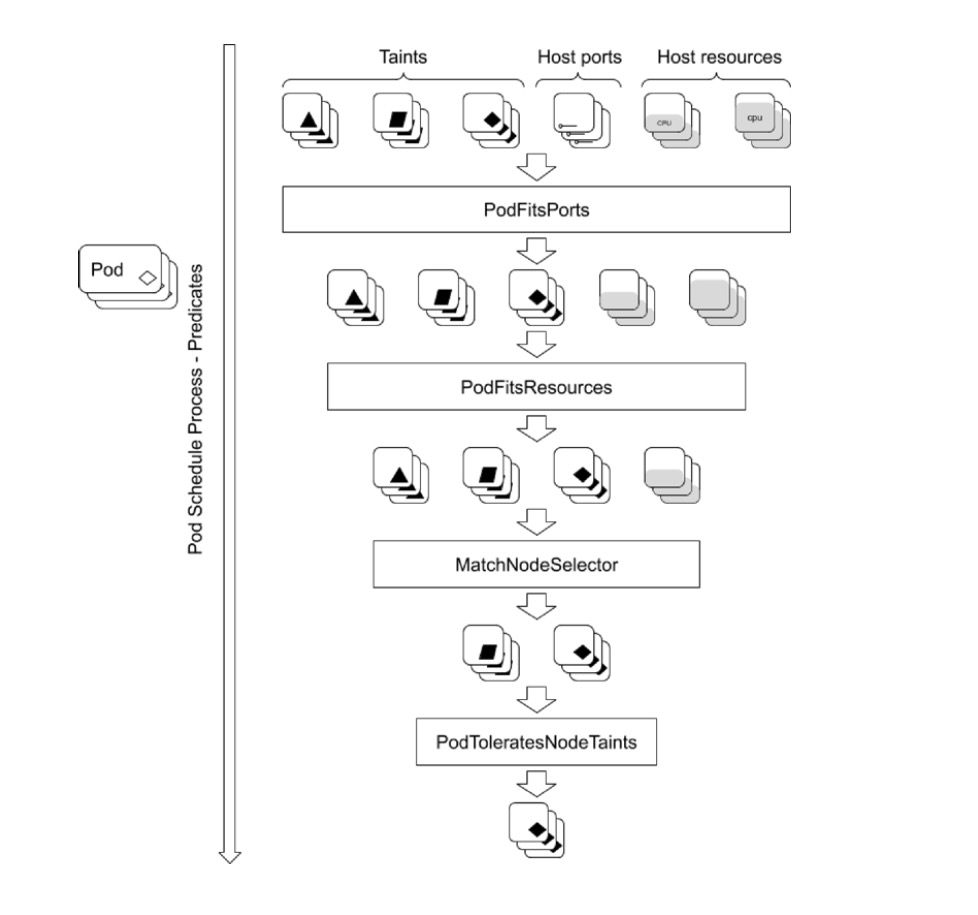 Taints
Host ports
Host resources
CPU
cpu
PodFitsPorts
Pod
Pod Schedule Process - Predicates
PodFitsResources
MatchNodeSelector
PodToleratesNodeTaints